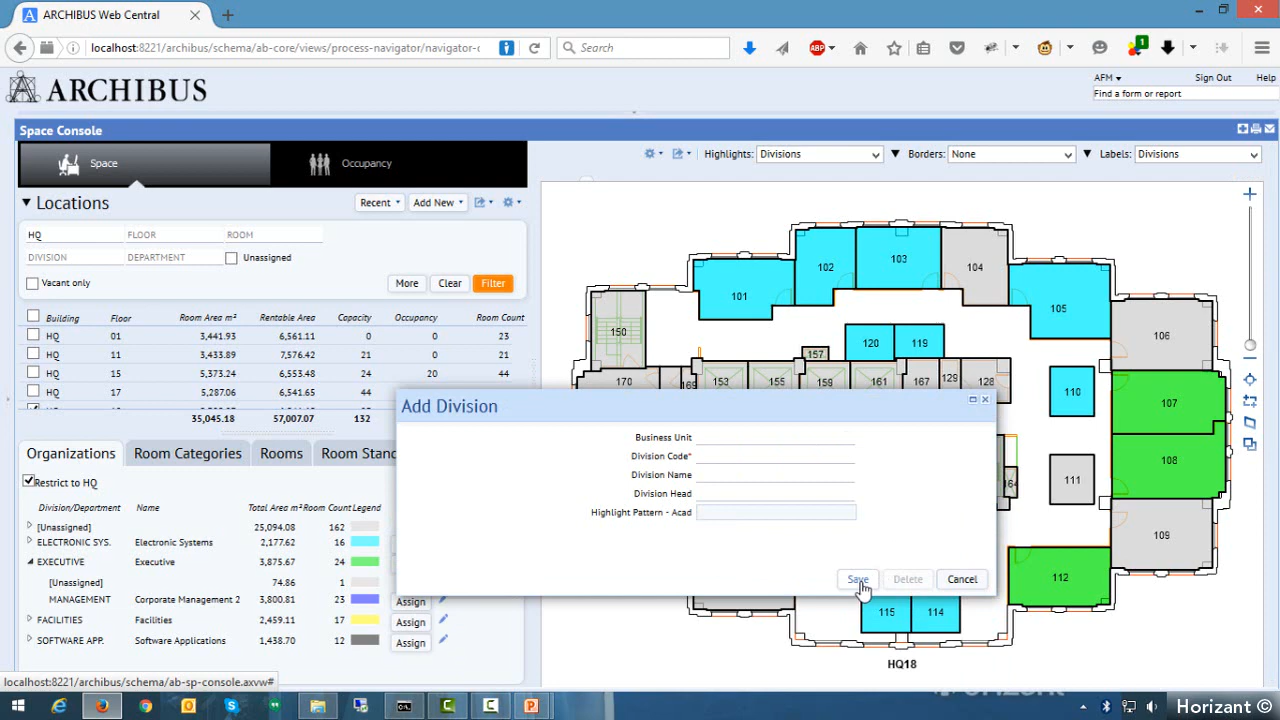 ARCHIBUS Web Central
localhost:8221/archibus/schema/ab-core/views/process-navigator/navigator-
Search
ABP
1
ARCHIBUS
AFM
Sign Out
Help
Find a form or report
Space Console
Space
Occupancy
Highlights: Divisions
Borders: None
Labels: Divisions
Locations
Recent
Add New
HQ
FLOOR
ROOM
DIVISION
DEPARTMENT
Unassigned
Vacant only
More
Clear
Filter
Building Floor Room Area m² Rentable Area Capacity Occupancy Room Count
HQ 01 3,441.93 6,561.11 0 0 23
HQ 11 3,433.89 7,576.42 21 0 21
HQ 15 5,373.24 6,553.48 24 20 44
HQ 17 5,287.06 6,541.65 44
35,045.18 57,007.07 132
Organizations
Room Categories
Rooms
Room Stan
Restrict to HQ
Division/Department Name Total Area m² Room Count Legend
[Unassigned] 25,094.08 162
ELECTRONIC SYS. Electronic Systems 2,177.62 16
EXECUTIVE Executive 3,875.67 24
[Unassigned] 74.86 1
MANAGEMENT Corporate Management 2 3,800.81 23 Assign
FACILITIES Facilities 2,459.11 17 Assign
SOFTWARE APP. Software Applications 1,438.70 12 Assign
101
102
103
104
105
106
150
120
119
157
110
107
170
169
153
155
159
161
167
129
128
108
111
164
109
112
115
114
HQ18
Add Division
Business Unit
Division Code*
Division Name
Division Head
Highlight Pattern - Acad
Save
Delete
Cancel
localhost:8221/archibus/schema/ab-sp-console.axvw#
Horizant ©